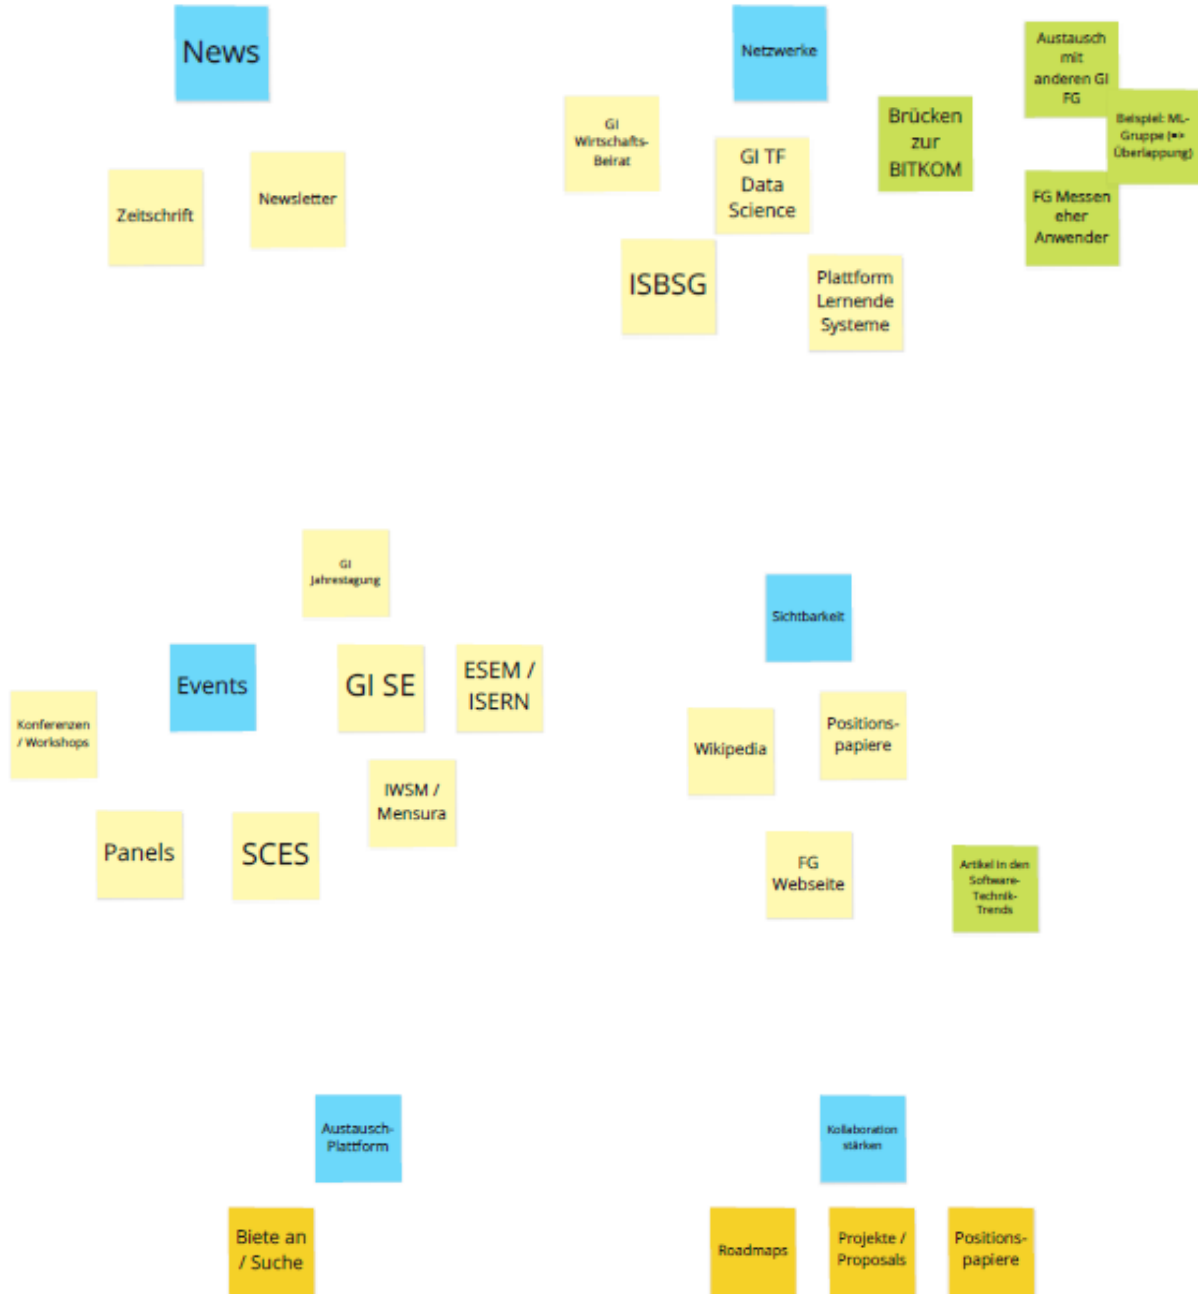 News
Zeitschrift
Newsletter
Netzwerke
GI
Wirtschafts-
Beirat
GI TF
Data
Science
ISBSG
Plattform
Lernende
Systeme
Brücken
zur
BITKOM
Austausch
mit
anderen GI
FG
Beispiel: ML-
Gruppe (=>
Überlappung)
FG Messen
eher
Anwender
Events
GI
Jahrestagung
GI SE
ESEM /
ISERN
Konferenzen
/ Workshops
IWSM /
Mensura
Panels
SCES
Sichtbarkeit
Wikipedia
Positions-
papiere
FG
Webseite
Artikel in den
Software-
Technik-
Trends
Austausch-
Plattform
Biete an
/ Suche
Kollaboration
stärken
Roadmaps
Projekte /
Proposals
Positions-
papiere